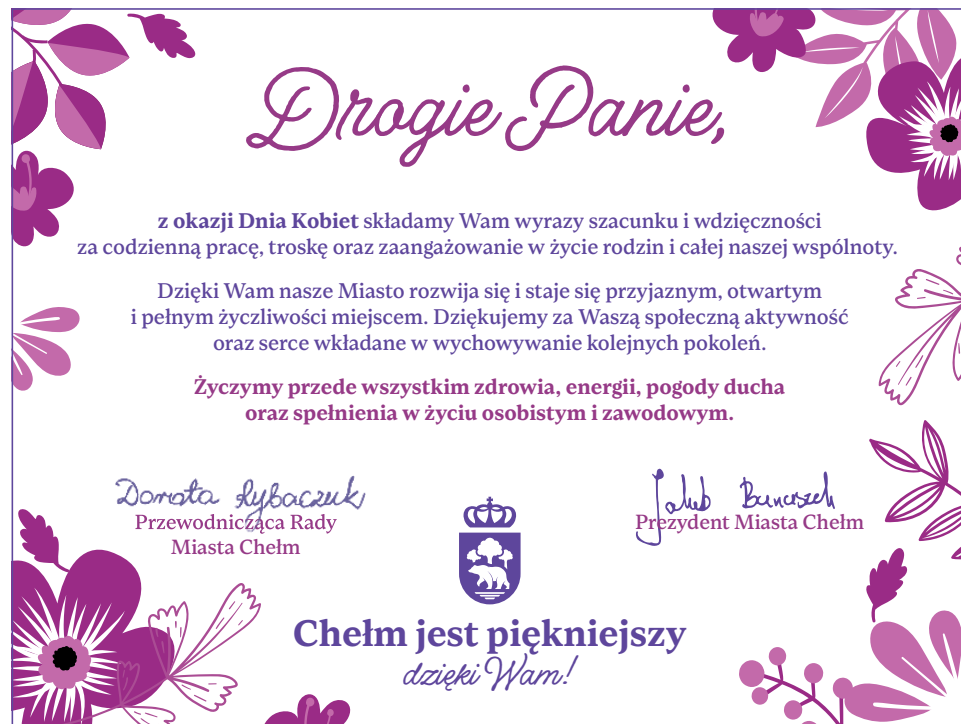 Drogie Panie,
z okazji Dnia Kobiet składamy Wam wyrazy szacunku i wdzięczności
za codzienną pracę, troskę oraz zaangażowanie w życie rodzin i całej naszej wspólnoty.
Dzięki Wam nasze Miasto rozwija się i staje się przyjaznym, otwartym
i pełnym życzliwości miejscem. Dziękujemy za Waszą społeczną aktywność
oraz serce wkładane w wychowywanie kolejnych pokoleń.
Życzymy przede wszystkim zdrowia, energii, pogody ducha
oraz spełnienia w życiu osobistym i zawodowym.
Dorota Rybaczuk
Przewodnicząca Rady
Miasta Chełm
Jakub Banaszek
Prezydent Miasta Chełm
Chełm jest piękniejszy
dzięki Wam!